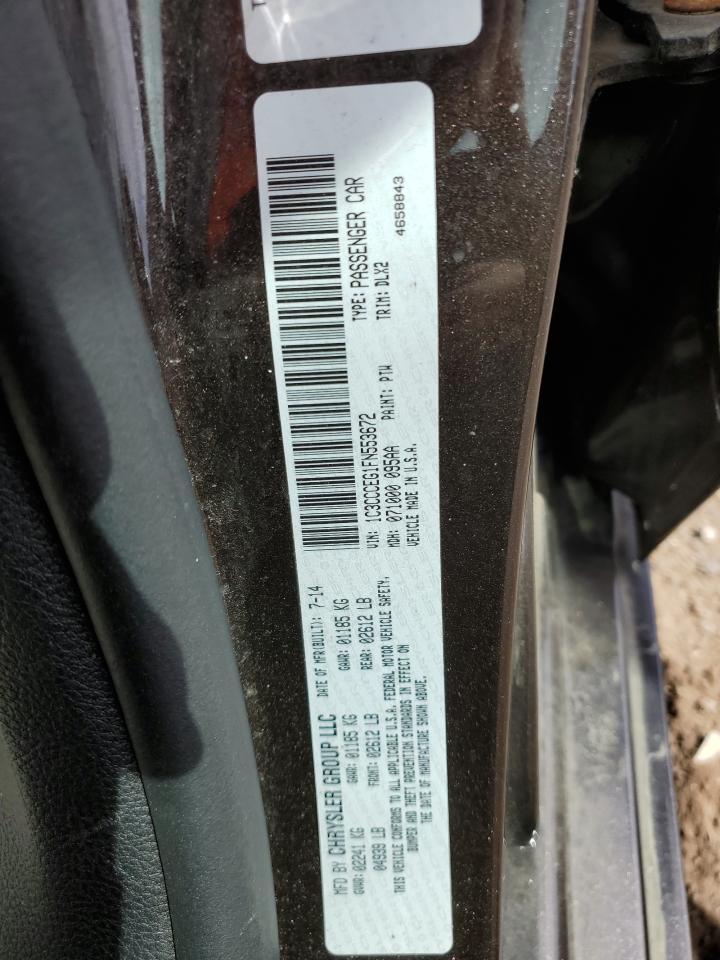 MFD BY CHRYSLER GROUP LLC DATE OF MFR(BUILT): 7-14
GVWR: 02241 KG GAWR: 01185 KG GAWR: 01185 KG
04939 LB FRONT: 02612 LB REAR: 02612 LB
THIS VEHICLE CONFORMS TO ALL APPLICABLE U.S.A. FEDERAL MOTOR VEHICLE SAFETY,
BUMPER AND THEFT PREVENTION STANDARDS IN EFFECT ON
THE DATE OF MANUFACTURE SHOWN ABOVE.
VIN: 1C3CCCEG1FN553672 TYPE: PASSENGER CAR
MDH: 071000 095AA PAINT: PTW TRIM: DLX2
VEHICLE MADE IN U.S.A. 4658843